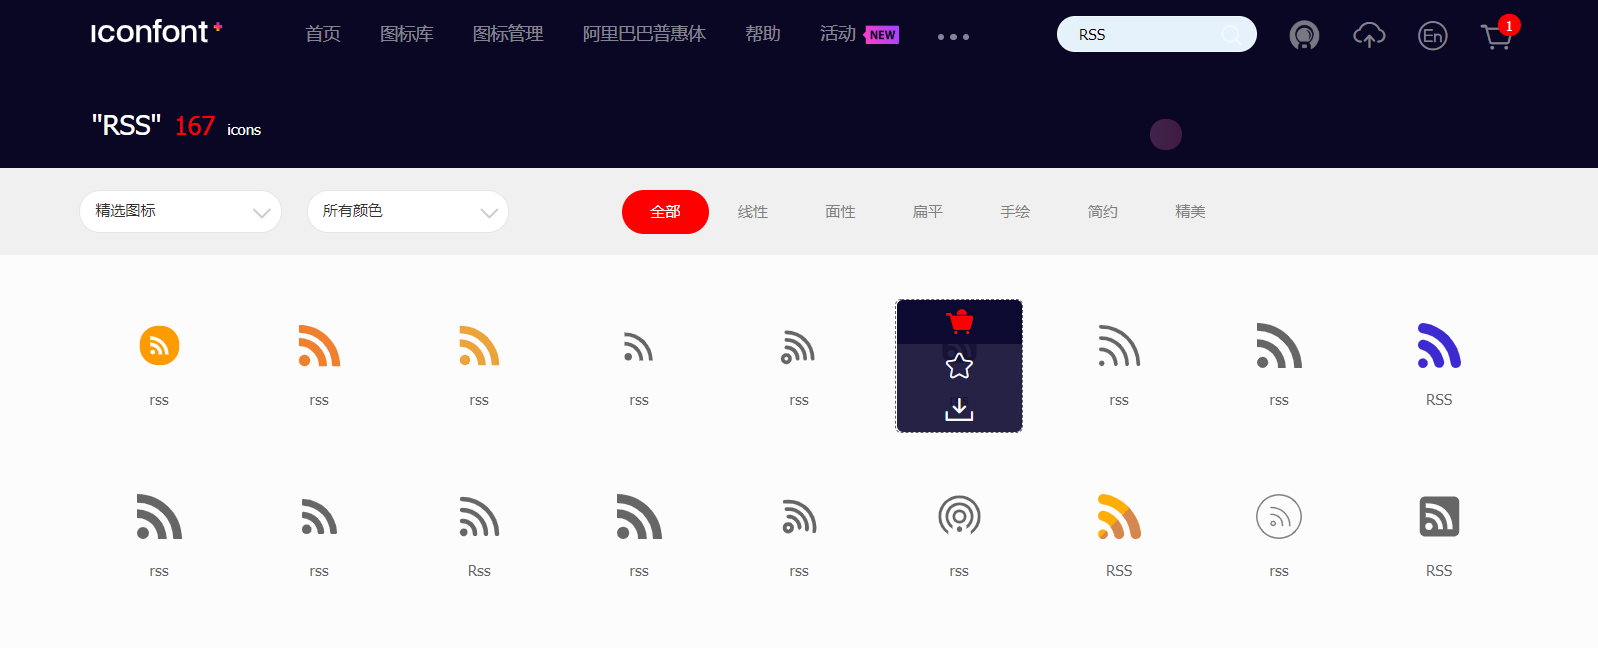 iconfont+ 首页 图标库 图标管理 阿里巴巴普惠体 帮助 活动 NEW RSS En 1
"RSS" 167 icons
精选图标 所有颜色 全部 线性 面性 扁平 手绘 简约 精美
rss rss rss rss rss rss rss RSS
rss rss Rss rss rss rss RSS rss RSS